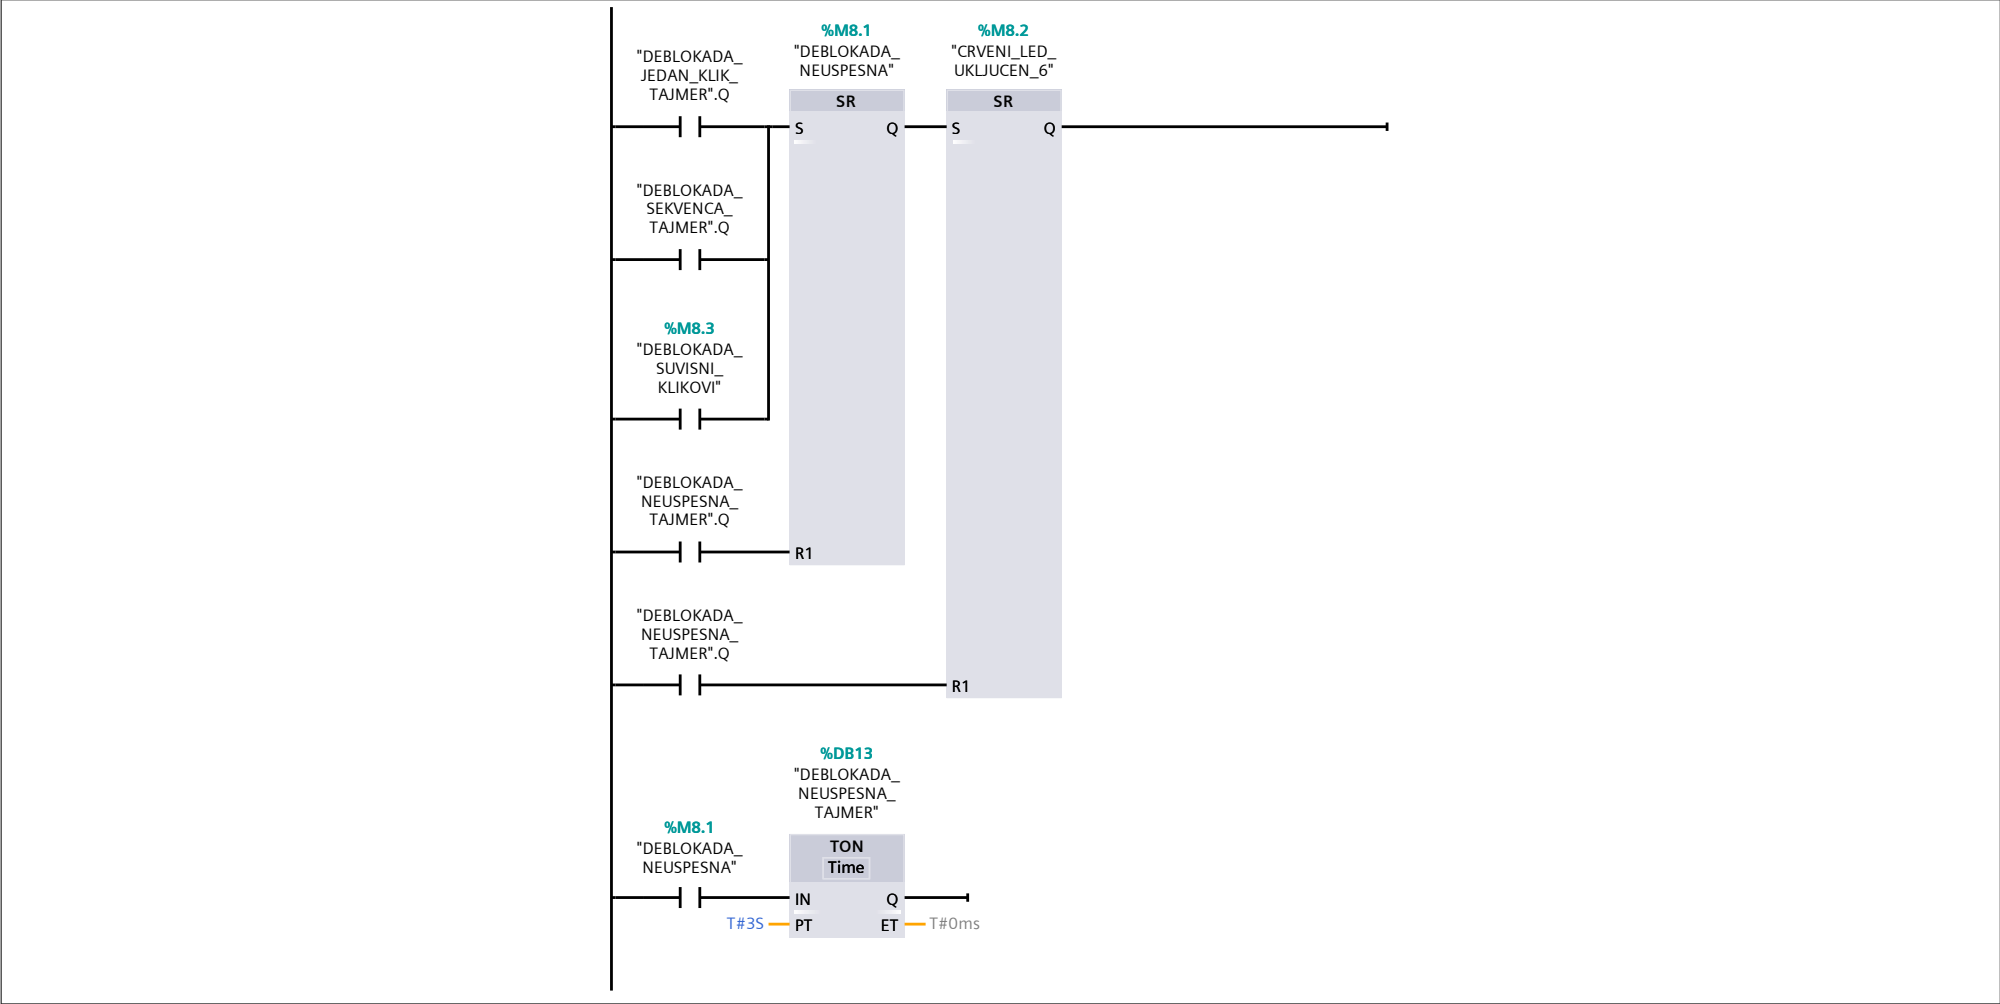 %M8.1
"DEBLOKADA_
NEUSPESNA"
%M8.2
"CRVENI_LED_
UKLJUCEN_6"
"DEBLOKADA_
JEDAN_KLIK_
TAJMER".Q
SR
SR
S
Q
S
Q
"DEBLOKADA_
SEKVENCA_
TAJMER".Q
%M8.3
"DEBLOKADA_
SUVISNI_
KLIKOVI"
"DEBLOKADA_
NEUSPESNA_
TAJMER".Q
R1
"DEBLOKADA_
NEUSPESNA_
TAJMER".Q
R1
%DB13
"DEBLOKADA_
NEUSPESNA_
TAJMER"
%M8.1
"DEBLOKADA_
NEUSPESNA"
TON
Time
IN
Q
T#3S
PT
ET
T#0ms